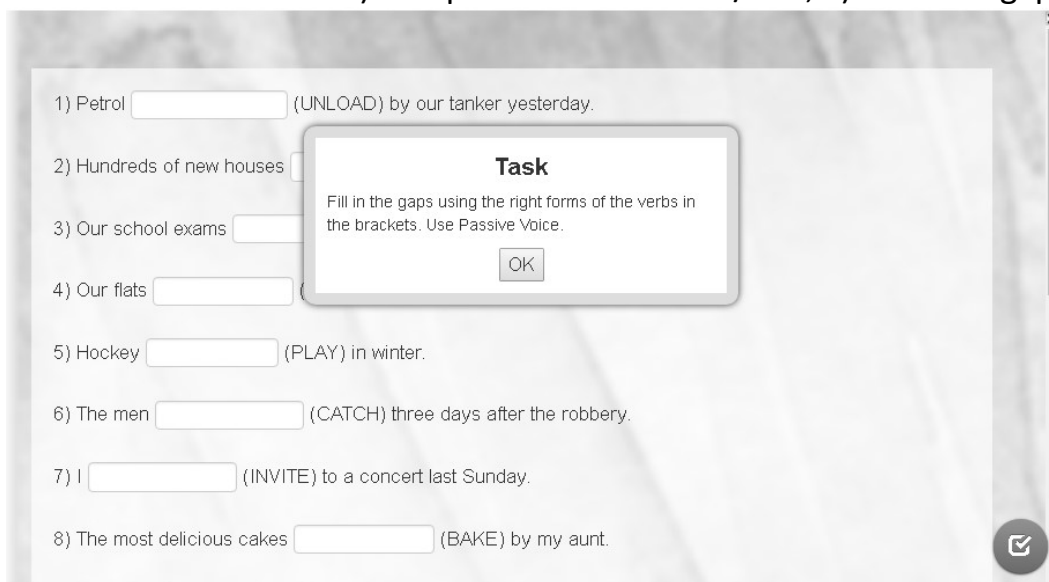 1) Petrol (UNLOAD) by our tanker yesterday.
2) Hundreds of new houses
Task
Fill in the gaps using the right forms of the verbs in
the brackets. Use Passive Voice.
OK
3) Our school exams
4) Our flats (
5) Hockey (PLAY) in winter.
6) The men (CATCH) three days after the robbery.
7) I (INVITE) to a concert last Sunday.
8) The most delicious cakes (BAKE) by my aunt.